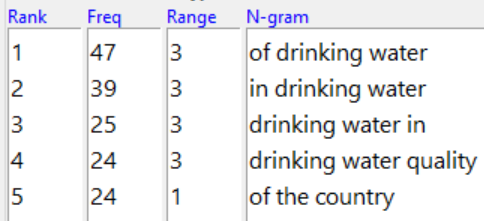 Rank Freq Range N-gram
1 47 3 of drinking water
2 39 3 in drinking water
3 25 3 drinking water in
4 24 3 drinking water quality
5 24 1 of the country